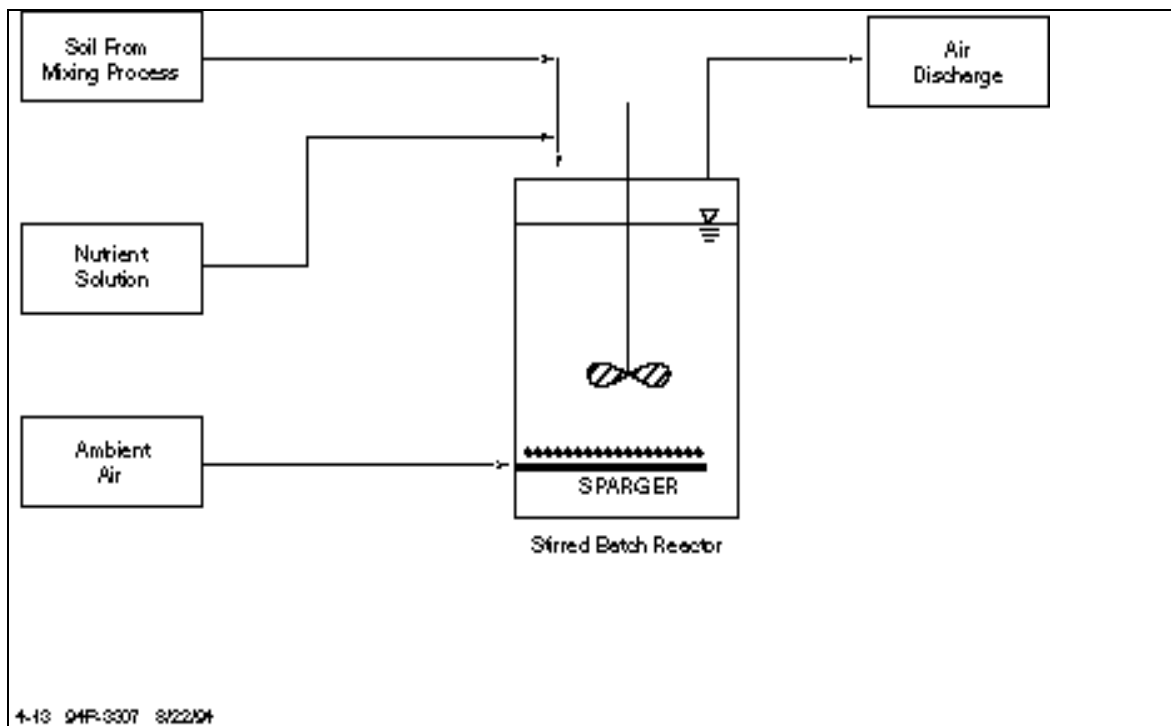 Soil From
Mixing Process
Air
Discharge
Nutrient
Solution
Ambient
Air
SPARGER
Stirred Batch Reactor
4-13 94P-3307 8/22/94